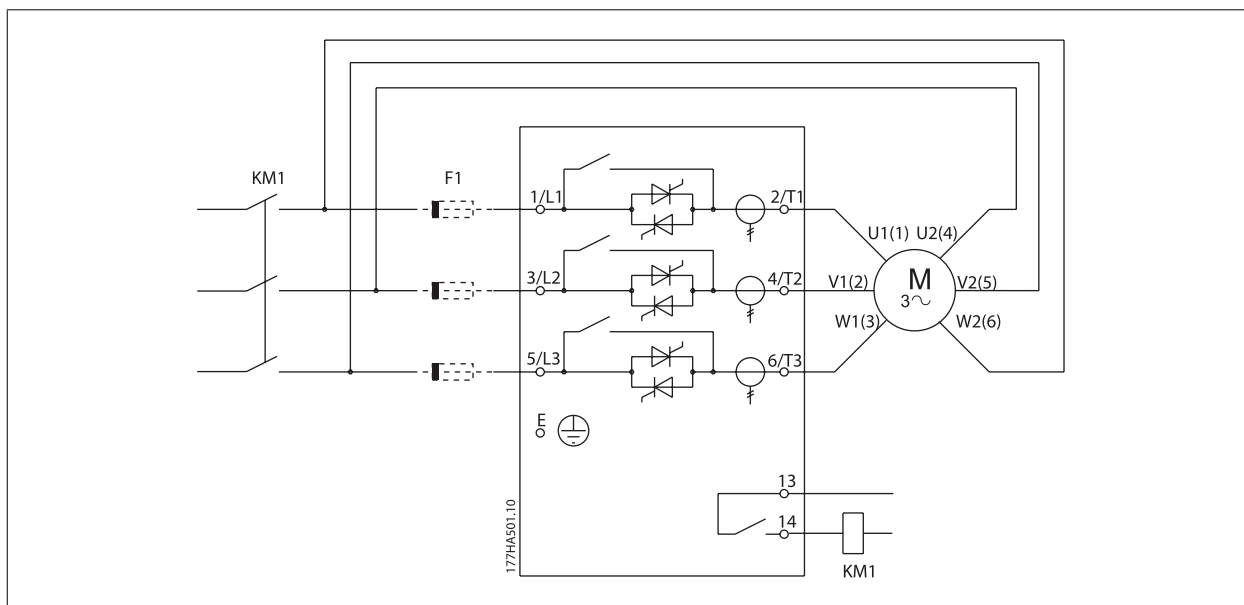 KM1
F1
1/L1
2/T1
U1(1)
U2(4)
3/L2
4/T2
V1(2)
M
3~
V2(5)
W1(3)
W2(6)
5/L3
6/T3
E
13
14
KM1
177HA501.10